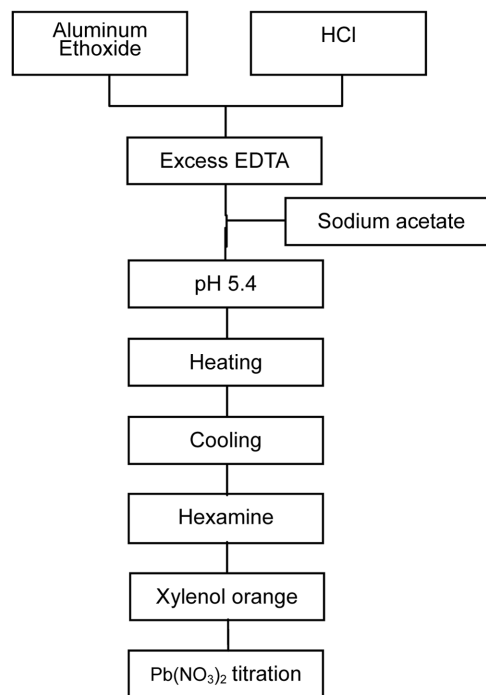 Aluminum
Ethoxide
HCl
Excess EDTA
Sodium acetate
pH 5.4
Heating
Cooling
Hexamine
Xylenol orange
Pb(NO₃)₂ titration